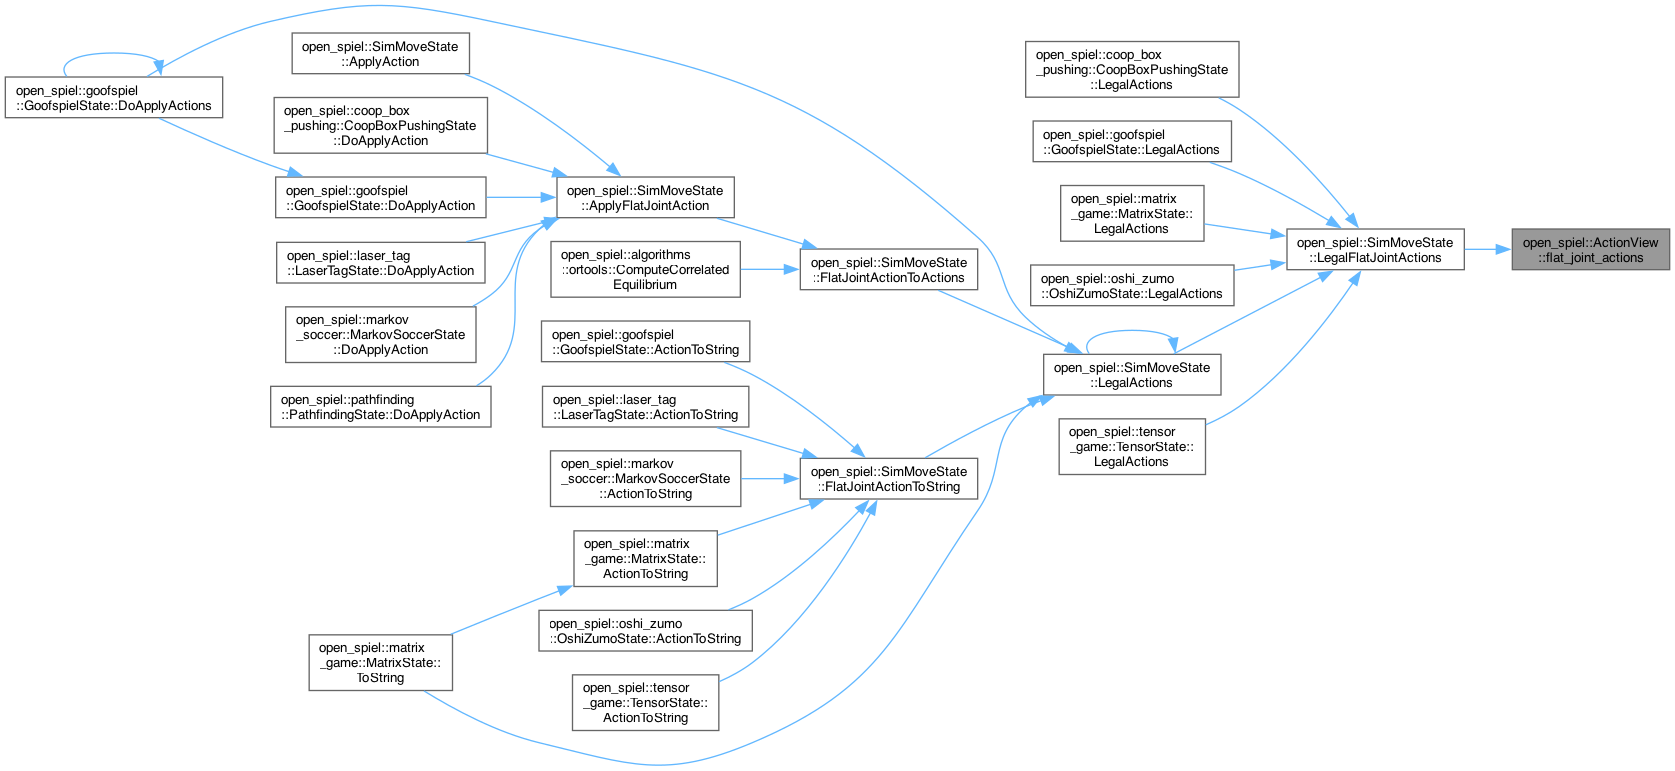 open_spiel::SimMoveState
::ApplyAction
open_spiel::goofspiel
::GoofspielState::DoApplyActions
open_spiel::coop_box
_pushing::CoopBoxPushingState
::DoApplyAction
open_spiel::goofspiel
::GoofspielState::DoApplyAction
open_spiel::laser_tag
::LaserTagState::DoApplyAction
open_spiel::markov
_soccer::MarkovSoccerState
::DoApplyAction
open_spiel::pathfinding
::PathfindingState::DoApplyAction
open_spiel::SimMoveState
::ApplyFlatJointAction
open_spiel::algorithms
::ortools::ComputeCorrelated
Equilibrium
open_spiel::goofspiel
::GoofspielState::ActionToString
open_spiel::laser_tag
::LaserTagState::ActionToString
open_spiel::markov
_soccer::MarkovSoccerState
::ActionToString
open_spiel::matrix
_game::MatrixState::
ActionToString
open_spiel::oshi_zumo
::OshiZumoState::ActionToString
open_spiel::matrix
_game::MatrixState::
ToString
open_spiel::tensor
_game::TensorState::
ActionToString
open_spiel::SimMoveState
::FlatJointActionToActions
open_spiel::SimMoveState
::FlatJointActionToString
open_spiel::coop_box
_pushing::CoopBoxPushingState
::LegalActions
open_spiel::goofspiel
::GoofspielState::LegalActions
open_spiel::matrix
_game::MatrixState::
LegalActions
open_spiel::oshi_zumo
::OshiZumoState::LegalActions
open_spiel::SimMoveState
::LegalActions
open_spiel::tensor
_game::TensorState::
LegalActions
open_spiel::SimMoveState
::LegalFlatJointActions
open_spiel::ActionView
::flat_joint_actions